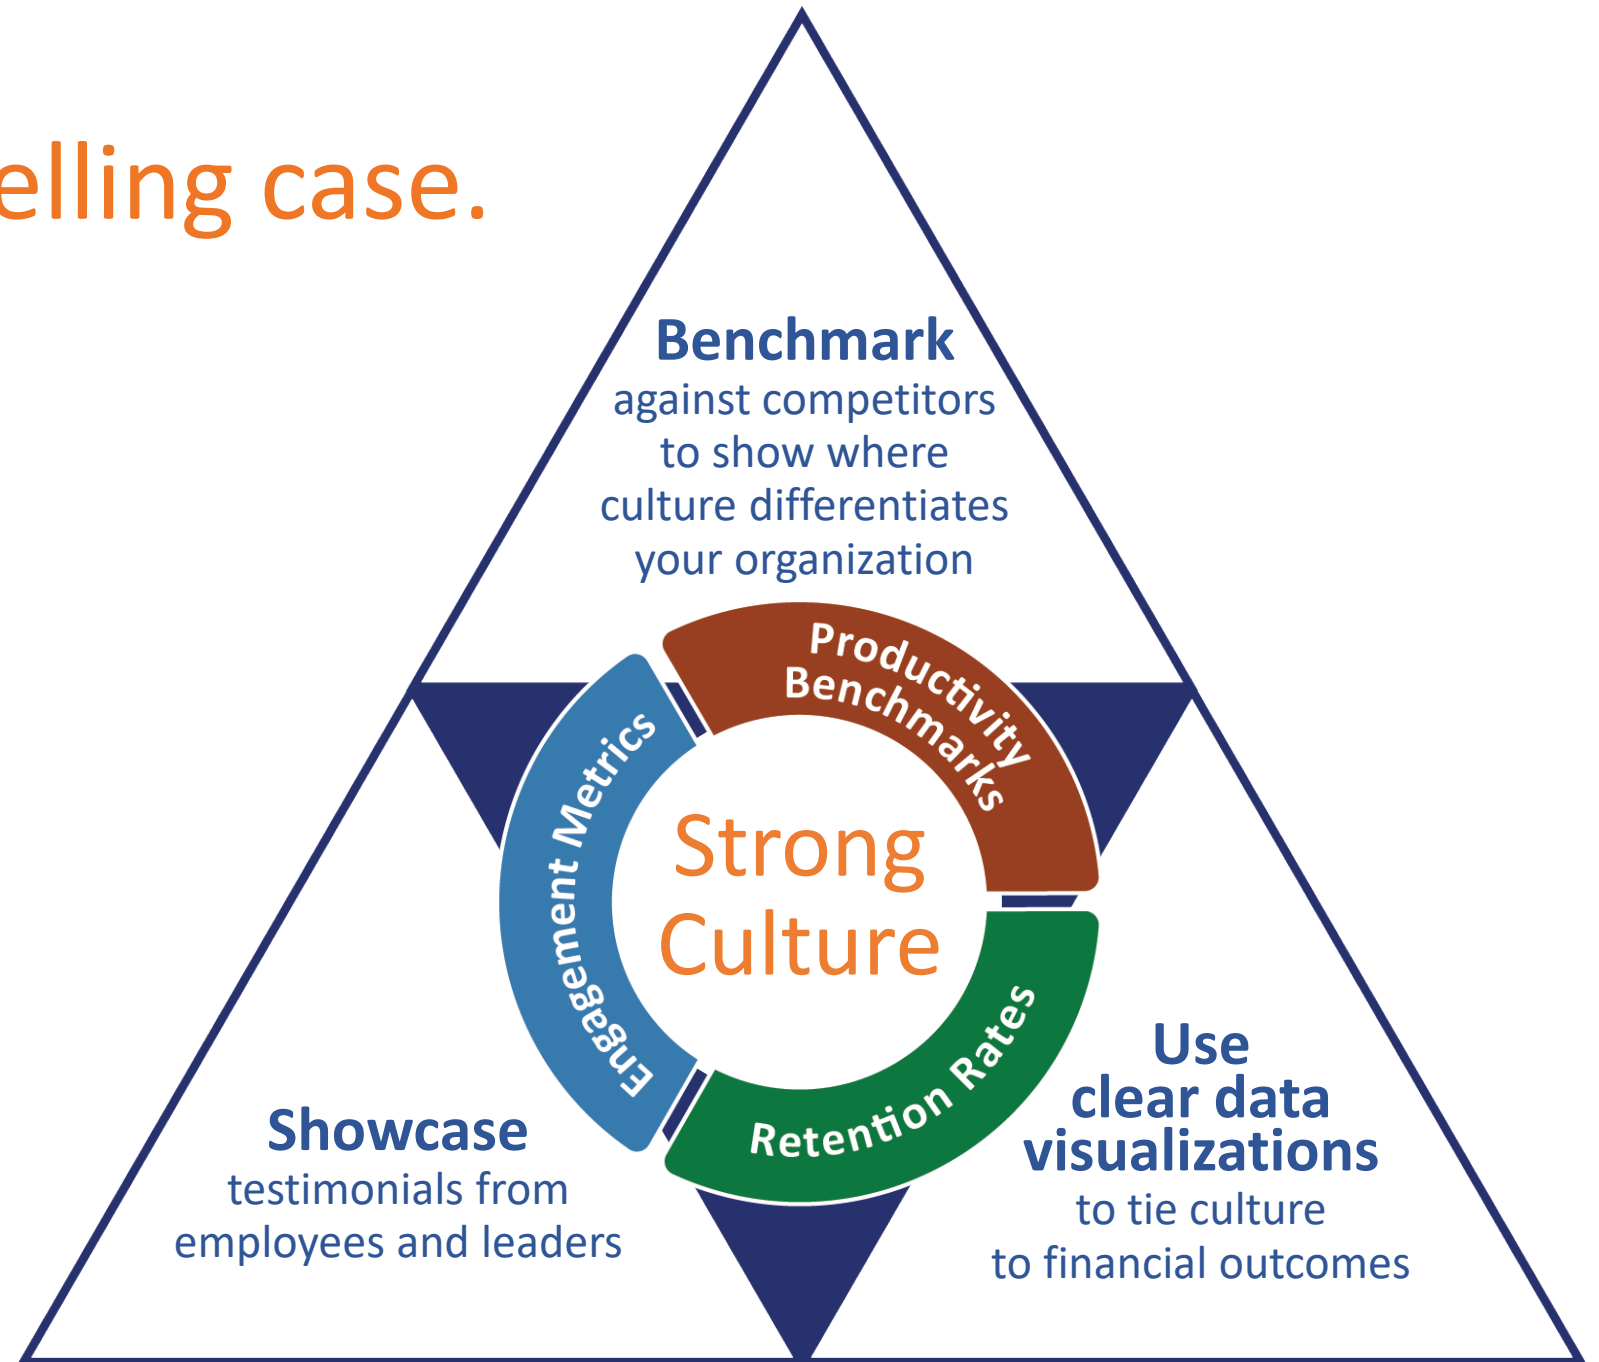 elling case.
Benchmark
against competitors
to show where
culture differentiates
your organization
Productivity
Benchmarks
Engagement Metrics
Strong
Culture
Retention Rates
Showcase
testimonials from
employees and leaders
Use
clear data
visualizations
to tie culture
to financial outcomes